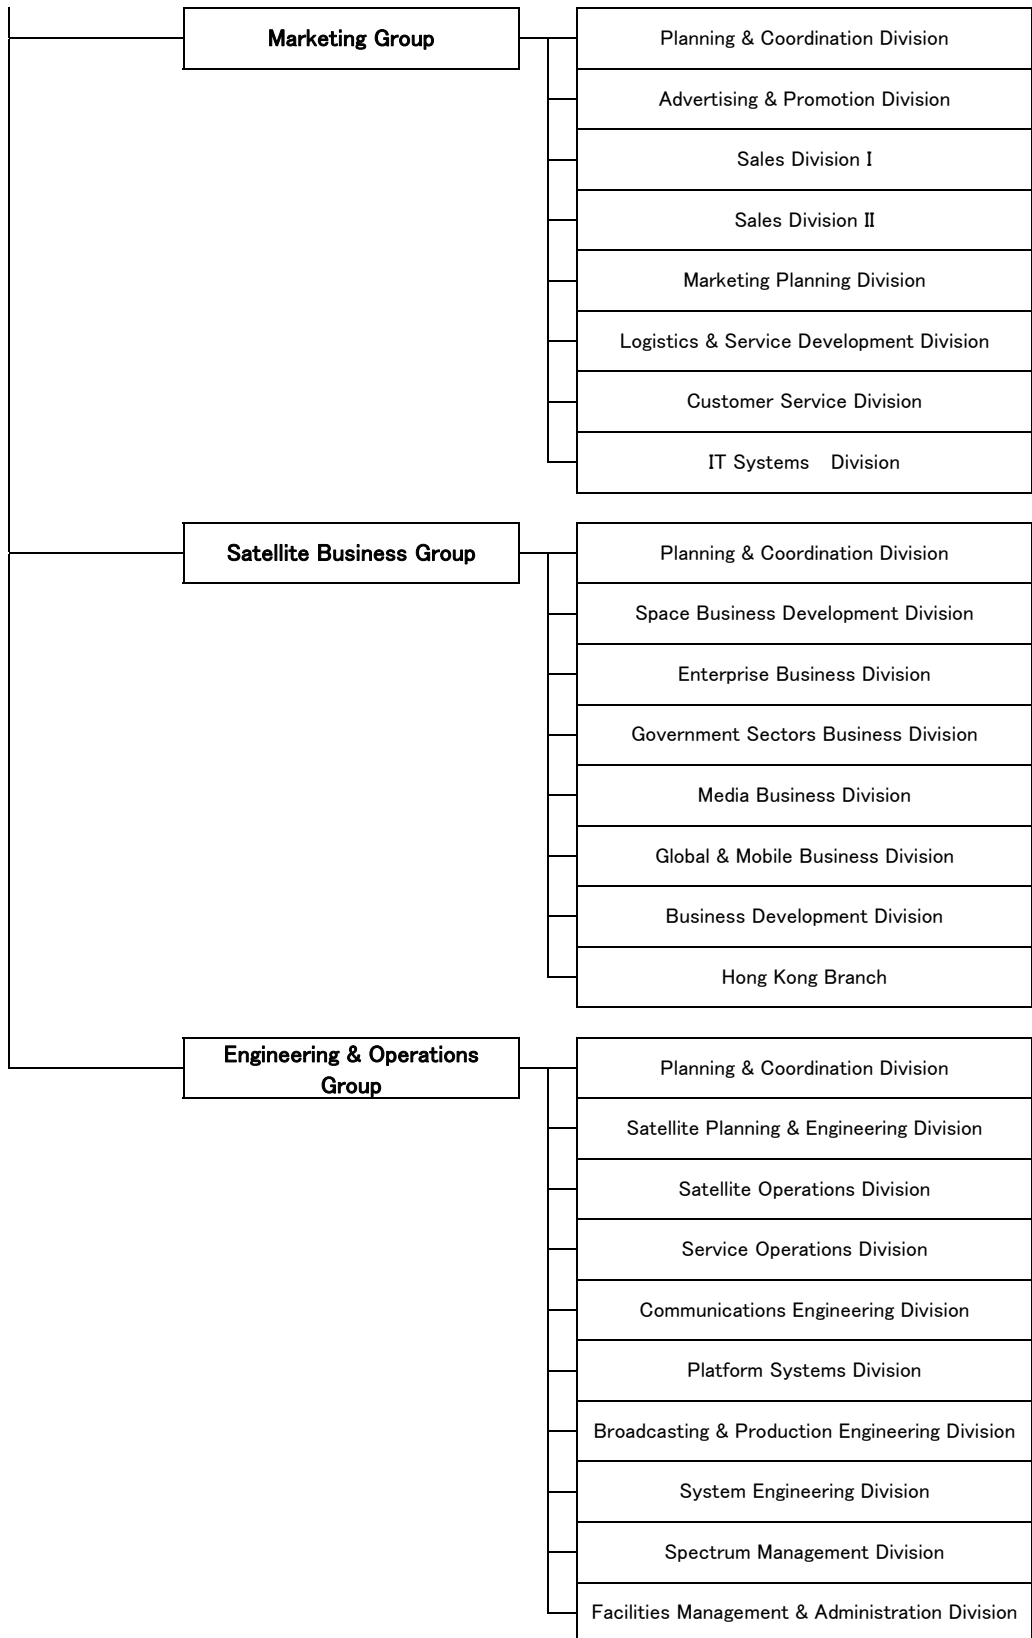 Marketing Group
Planning & Coordination Division
Advertising & Promotion Division
Sales Division I
Sales Division II
Marketing Planning Division
Logistics & Service Development Division
Customer Service Division
IT Systems　Division
Satellite Business Group
Planning & Coordination Division
Space Business Development Division
Enterprise Business Division
Government Sectors Business Division
Media Business Division
Global & Mobile Business Division
Business Development Division
Hong Kong Branch
Engineering & Operations
Group
Planning & Coordination Division
Satellite Planning & Engineering Division
Satellite Operations Division
Service Operations Division
Communications Engineering Division
Platform Systems Division
Broadcasting & Production Engineering Division
System Engineering Division
Spectrum Management Division
Facilities Management & Administration Division